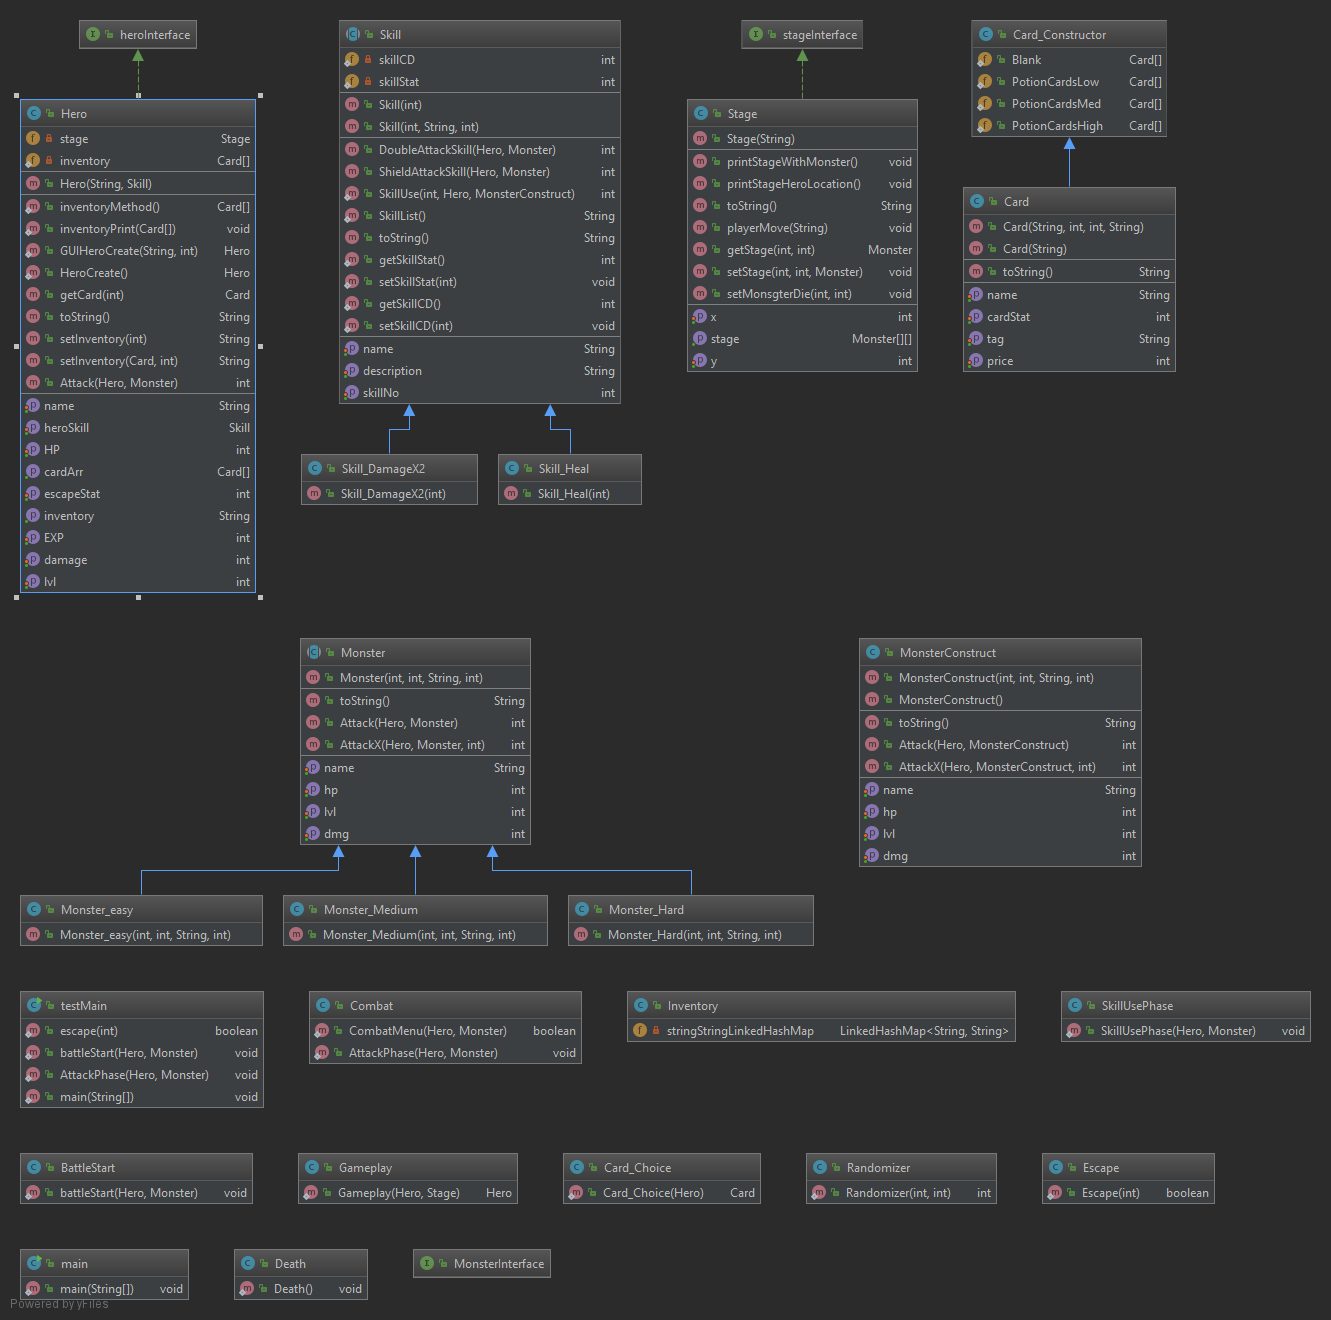 heroInterface
Hero
stage Stage
inventory Card[]
Hero(String, Skill)
inventoryMethod() Card[]
inventoryPrint(Card[]) void
GUIHeroCreate(String, int) Hero
HeroCreate() Hero
getCard(int) Card
toString() String
setInventory(int) String
setInventory(Card, int) String
Attack(Hero, Monster) int
name String
heroSkill Skill
HP int
cardArr Card[]
escapeStat int
inventory String
EXP int
damage int
lvl int
Skill
skillCD int
skillStat int
Skill(int)
Skill(int, String, int)
DoubleAttackSkill(Hero, Monster) int
ShieldAttackSkill(Hero, Monster) int
SkillUse(int, Hero, MonsterConstruct) int
SkillList() String
toString() String
getSkillStat() int
setSkillStat(int) void
getSkillCD() int
setSkillCD(int) void
name String
description String
skillNo int
Skill_DamageX2
Skill_DamageX2(int)
Skill_Heal
Skill_Heal(int)
stageInterface
Stage
Stage(String)
printStageWithMonster() void
printStageHeroLocation() void
toString() String
playerMove(String) void
getStage(int, int) Monster
setStage(int, int, Monster) void
setMonsgterDie(int, int) void
x int
stage Monster[][]
y int
Card_Constructor
Blank Card[]
PotionCardsLow Card[]
PotionCardsMed Card[]
PotionCardsHigh Card[]
Card
Card(String, int, int, String)
Card(String)
toString() String
name String
cardStat int
tag String
price int
Monster
Monster(int, int, String, int)
toString() String
Attack(Hero, Monster) int
AttackX(Hero, Monster, int) int
name String
hp int
lvl int
dmg int
MonsterConstruct
MonsterConstruct(int, int, String, int)
MonsterConstruct()
toString() String
Attack(Hero, MonsterConstruct) int
AttackX(Hero, MonsterConstruct, int) int
name String
hp int
lvl int
dmg int
Monster_easy
Monster_easy(int, int, String, int)
Monster_Medium
Monster_Medium(int, int, String, int)
Monster_Hard
Monster_Hard(int, int, String, int)
testMain
escape(int) boolean
battleStart(Hero, Monster) void
AttackPhase(Hero, Monster) void
main(String[]) void
Combat
CombatMenu(Hero, Monster) boolean
AttackPhase(Hero, Monster) void
Inventory
stringStringLinkedHashMap LinkedHashMap<String, String>
SkillUsePhase
SkillUsePhase(Hero, Monster) void
BattleStart
battleStart(Hero, Monster) void
Gameplay
Gameplay(Hero, Stage) Hero
Card_Choice
Card_Choice(Hero) Card
Randomizer
Randomizer(int, int) int
Escape
Escape(int) boolean
main
main(String[]) void
Death
Death() void
MonsterInterface
Powered by yFiles